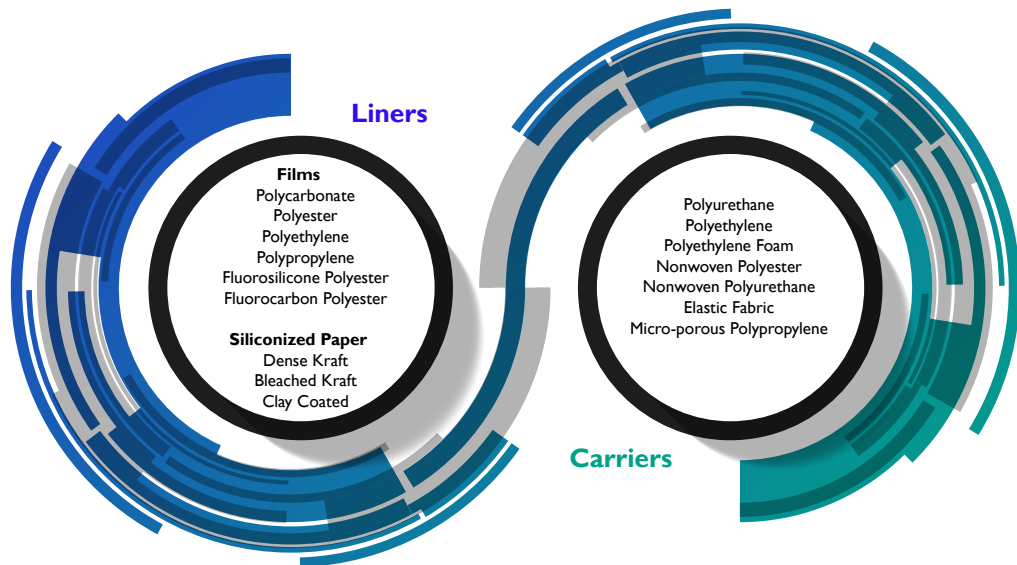 Liners
Films
Polycarbonate
Polyester
Polyethylene
Polypropylene
Fluorosilicone Polyester
Fluorocarbon Polyester
Siliconized Paper
Dense Kraft
Bleached Kraft
Clay Coated
Polyurethane
Polyethylene
Polyethylene Foam
Nonwoven Polyester
Nonwoven Polyurethane
Elastic Fabric
Micro-porous Polypropylene
Carriers